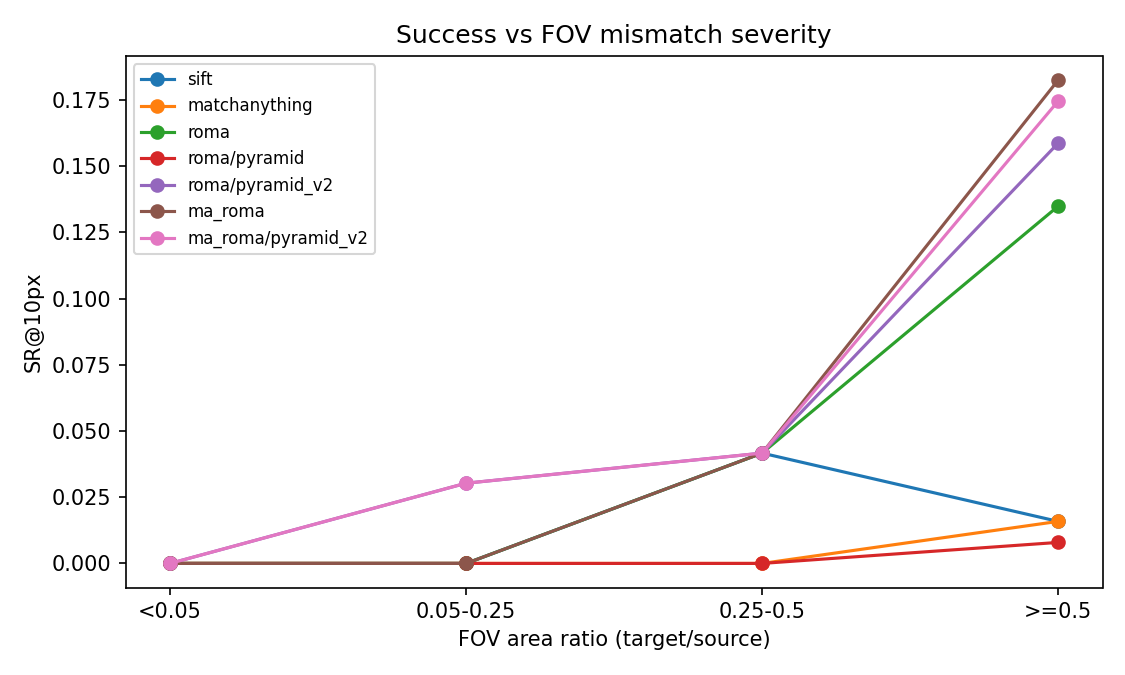 Success vs FOV mismatch severity
sift
matchanything
roma
roma/pyramid
roma/pyramid_v2
ma_roma
ma_roma/pyramid_v2
0.175
0.150
0.125
0.100
0.075
0.050
0.025
0.000
SR@10px
<0.05
0.05-0.25
0.25-0.5
>=0.5
FOV area ratio (target/source)